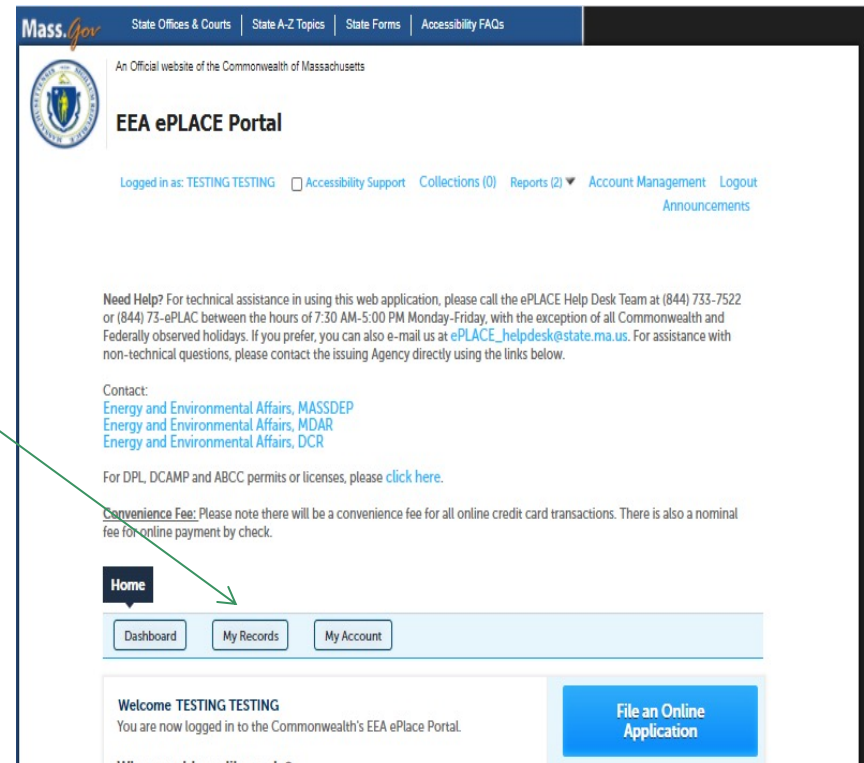 Mass.Gov State Offices & Courts | State A-Z Topics | State Forms | Accessibility FAQs
An Official website of the Commonwealth of Massachusetts
EEA ePLACE Portal
Logged in as: TESTING TESTING Accessibility Support Collections (0) Reports (2) ▼ Account Management Logout
Announcements
Need Help? For technical assistance in using this web application, please call the ePLACE Help Desk Team at (844) 733-7522
or (844) 73-ePLAC between the hours of 7:30 AM-5:00 PM Monday-Friday, with the exception of all Commonwealth and
Federally observed holidays. If you prefer, you can also e-mail us at ePLACE_helpdesk@state.ma.us. For assistance with
non-technical questions, please contact the issuing Agency directly using the links below.
Contact:
Energy and Environmental Affairs, MASSDEP
Energy and Environmental Affairs, MDAR
Energy and Environmental Affairs, DCR
For DPL, DCAMP and ABCC permits or licenses, please click here.
Convenience Fee: Please note there will be a convenience fee for all online credit card transactions. There is also a nominal
fee for online payment by check.
Home
Dashboard My Records My Account
Welcome TESTING TESTING
You are now logged in to the Commonwealth's EEA ePlace Portal.
File an Online
Application